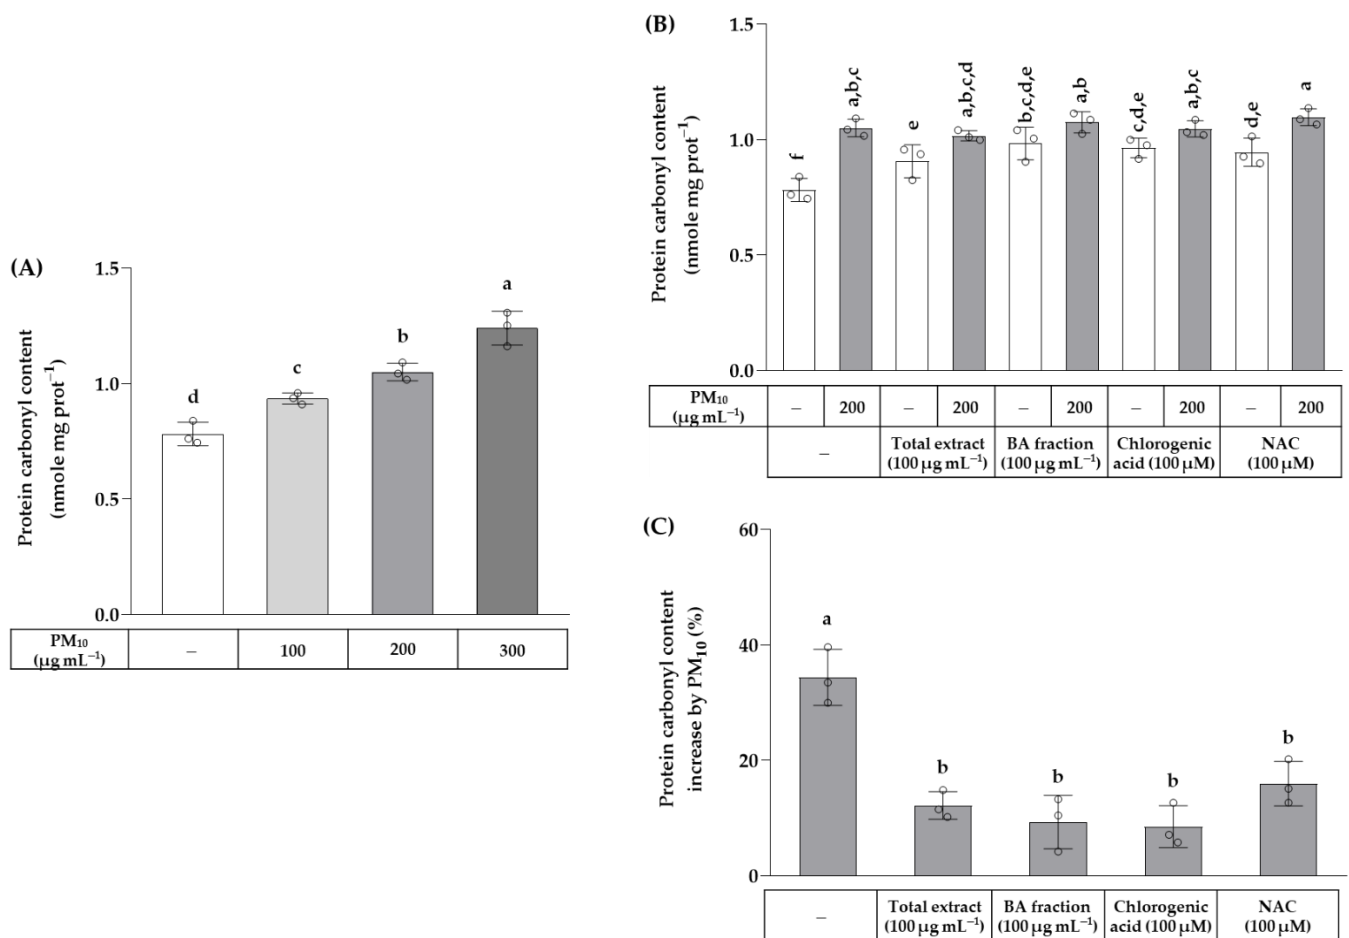 (A)
Protein carbonyl content
(nmole mg prot⁻¹)
1.5
1.0
0.5
0.0
d
c
b
a
PM₁₀
(µg mL⁻¹)
–
100
200
300
(B)
Protein carbonyl content
(nmole mg prot⁻¹)
1.5
1.0
0.5
0.0
f
a,b,c
e
a,b,c,d
b,c,d,e
a,b
c,d,e
a,b,c
d,e
a
PM₁₀
(µg mL⁻¹)
–
200
–
200
–
200
–
200
–
200
–
Total extract
(100 µg mL⁻¹)
BA fraction
(100 µg mL⁻¹)
Chlorogenic
acid (100 µM)
NAC
(100 µM)
(C)
Protein carbonyl content
increase by PM₁₀ (%)
60
40
20
0
a
b
b
b
b
–
Total extract
(100 µg mL⁻¹)
BA fraction
(100 µg mL⁻¹)
Chlorogenic
acid (100 µM)
NAC
(100 µM)